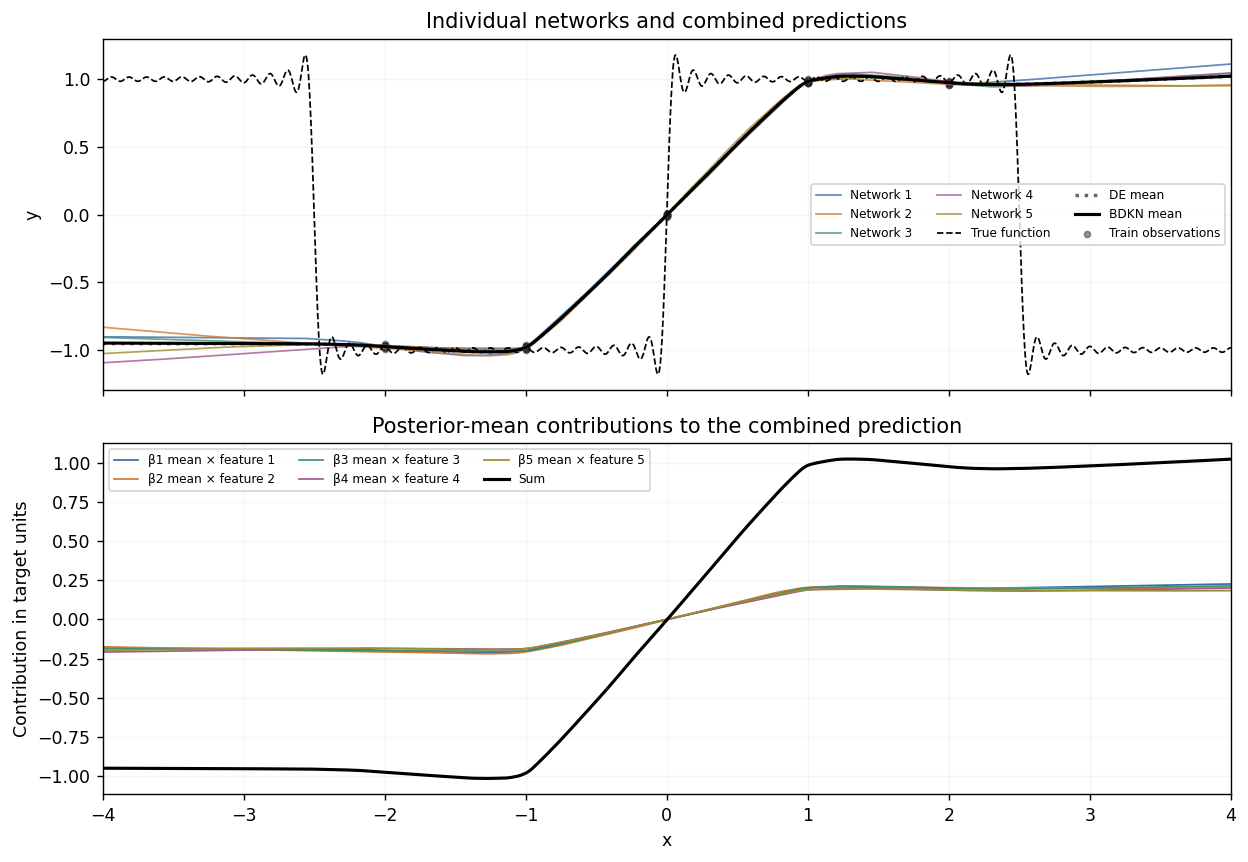 Individual networks and combined predictions
1.0
0.5
0.0
−0.5
−1.0
y
Network 1 Network 4 DE mean
Network 2 Network 5 BDKN mean
Network 3 True function Train observations
Posterior-mean contributions to the combined prediction
β1 mean × feature 1 β3 mean × feature 3 β5 mean × feature 5
β2 mean × feature 2 β4 mean × feature 4 Sum
1.00
0.75
0.50
0.25
0.00
−0.25
−0.50
−0.75
−1.00
Contribution in target units
−4 −3 −2 −1 0 1 2 3 4
x